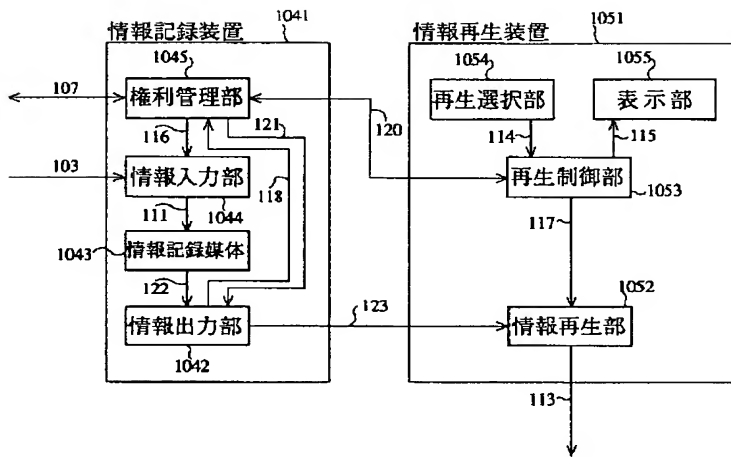 情報記録装置
1041
1045
権利管理部
107
116
121
103
情報入力部
118
111
1044
1043
情報記録媒体
122
情報出力部
1042
123
120
情報再生装置
1051
1054
1055
再生選択部
表示部
114
115
再生制御部
1053
117
1052
情報再生部
113